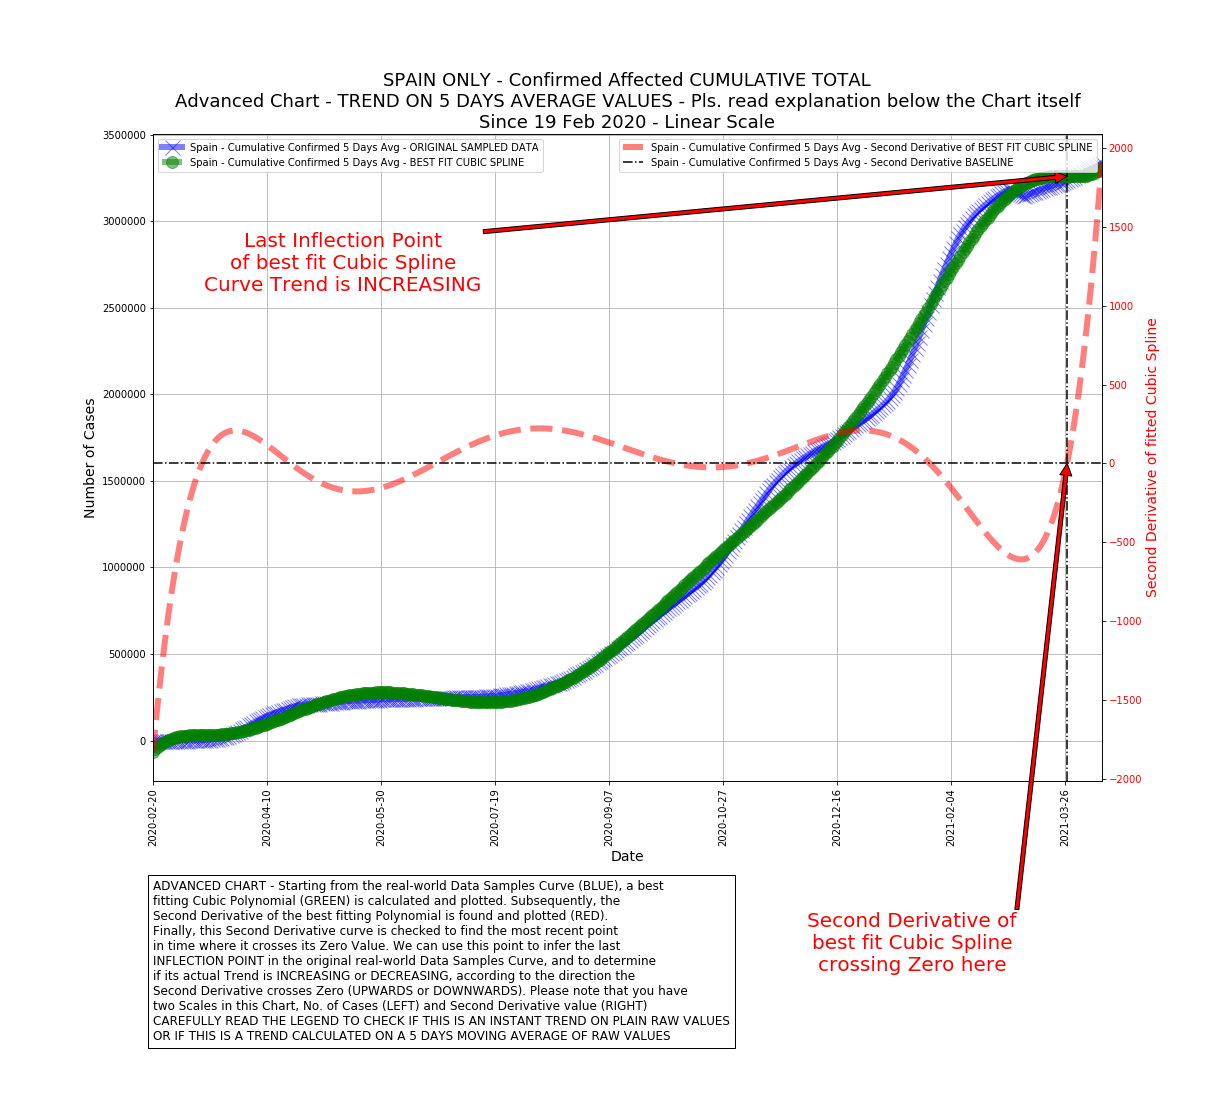 SPAIN ONLY - Confirmed Affected CUMULATIVE TOTAL
Advanced Chart - TREND ON 5 DAYS AVERAGE VALUES - Pls. read explanation below the Chart itself
Since 19 Feb 2020 - Linear Scale
Spain - Cumulative Confirmed 5 Days Avg - ORIGINAL SAMPLED DATA
Spain - Cumulative Confirmed 5 Days Avg - BEST FIT CUBIC SPLINE
Spain - Cumulative Confirmed 5 Days Avg - Second Derivative of BEST FIT CUBIC SPLINE
Spain - Cumulative Confirmed 5 Days Avg - Second Derivative BASELINE
3500000
3000000
2500000
2000000
1500000
1000000
500000
0
Number of Cases
Last Inflection Point
of best fit Cubic Spline
Curve Trend is INCREASING
2000
1500
1000
500
0
−500
−1000
−1500
−2000
Second Derivative of fitted Cubic Spline
2020-02-20
2020-04-10
2020-05-30
2020-07-19
2020-09-07
2020-10-27
2020-12-16
2021-02-04
2021-03-26
Date
ADVANCED CHART - Starting from the real-world Data Samples Curve (BLUE), a best
fitting Cubic Polynomial (GREEN) is calculated and plotted. Subsequently, the
Second Derivative of the best fitting Polynomial is found and plotted (RED).
Finally, this Second Derivative curve is checked to find the most recent point
in time where it crosses its Zero Value. We can use this point to infer the last
INFLECTION POINT in the original real-world Data Samples Curve, and to determine
if its actual Trend is INCREASING or DECREASING, according to the direction the
Second Derivative crosses Zero (UPWARDS or DOWNWARDS). Please note that you have
two Scales in this Chart, No. of Cases (LEFT) and Second Derivative value (RIGHT)
CAREFULLY READ THE LEGEND TO CHECK IF THIS IS AN INSTANT TREND ON PLAIN RAW VALUES
OR IF THIS IS A TREND CALCULATED ON A 5 DAYS MOVING AVERAGE OF RAW VALUES
Second Derivative of
best fit Cubic Spline
crossing Zero here